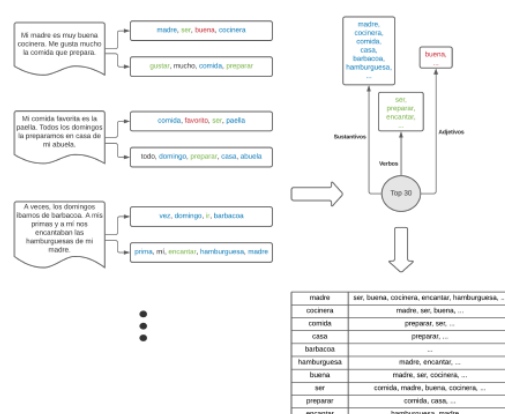 Mi madre es muy buena
cocinera. Me gusta mucho
la comida que prepara.
madre, ser, buena, cocinera
gustar, mucho, comida, preparar
Mi comida favorita es la
paella. Todos los domingos
la preparamos en casa de
mi abuela.
comida, favorito, ser, paella
todo, domingo, preparar, casa, abuela
A veces, los domingos
íbamos de barbacoa. A mis
primas y a mí nos
encantaban las
hamburguesas de mi
madre.
vez, domingo, ir, barbacoa
prima, mí, encantar, hamburguesa, madre
madre,
cocinera,
comida,
casa,
barbacoa,
hamburguesa,
...
buena,
...
ser,
preparar,
encantar,
...
Sustantivos
Adjetivos
Verbos
Top 30
madre ser, buena, cocinera, encantar, hamburguesa, ...
cocinera madre, ser, buena, ...
comida preparar, ser, ...
casa preparar, ...
barbacoa ...
hamburguesa madre, encantar, ...
buena madre, ser, cocinera, ...
ser comida, madre, buena, cocinera, ...
preparar comida, casa, ...
encantar hamburguesa, madre